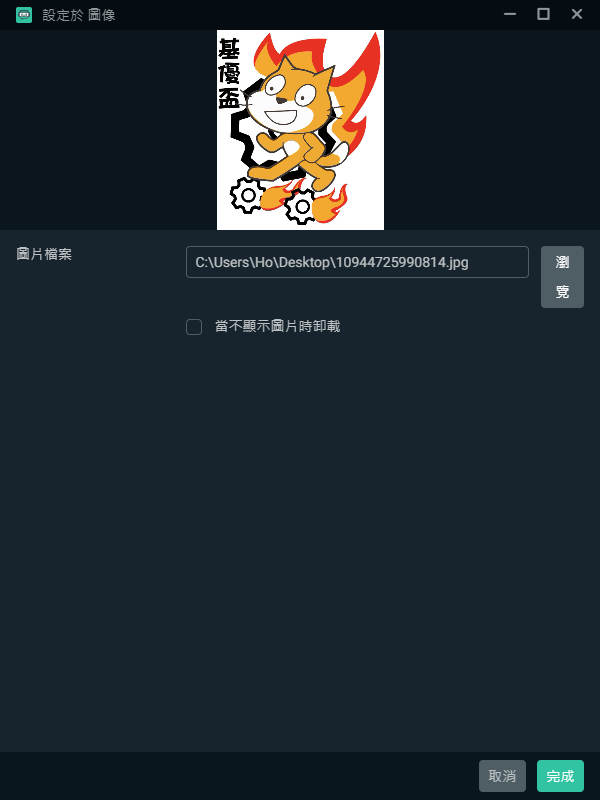 設定於 圖像
基優盃
圖片檔案
C:\Users\Ho\Desktop\10944725990814.jpg
瀏覽
當不顯示圖片時卸載
取消
完成